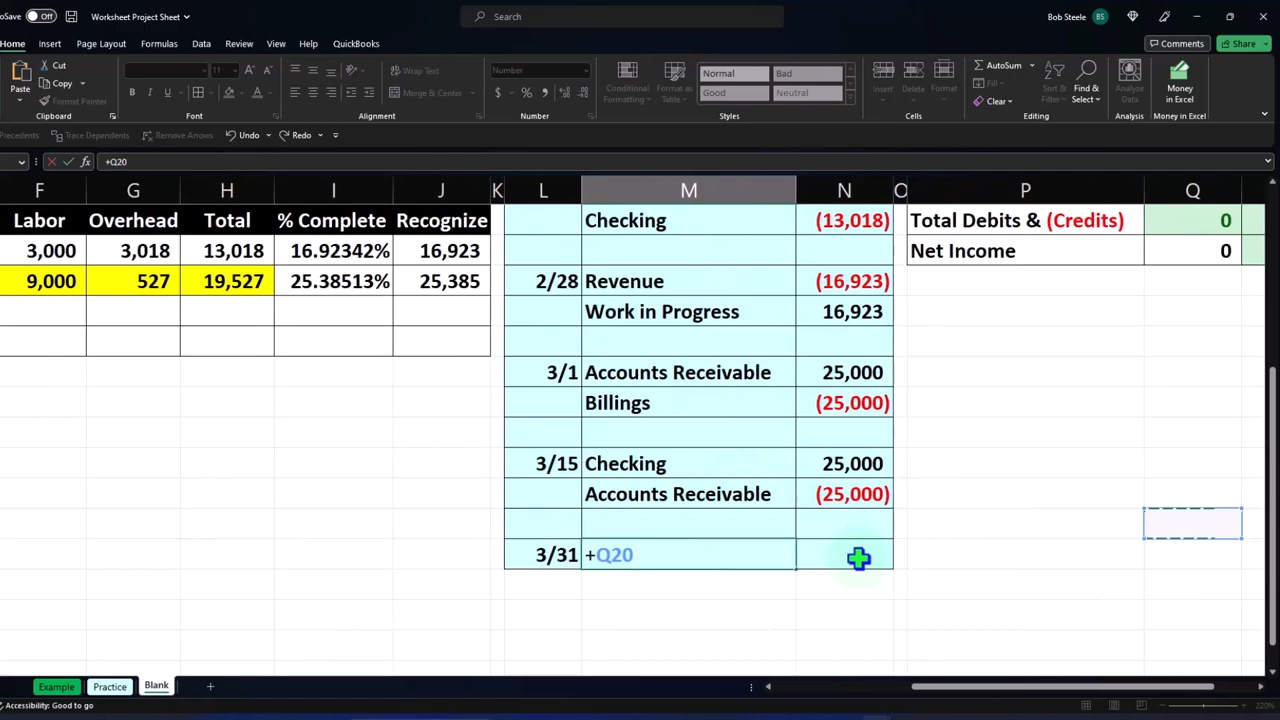 oSave Off Worksheet Project Sheet Search Bob Steele BS
Home Insert Page Layout Formulas Data Review View Help QuickBooks Comments Share
Paste Cut Copy Format Painter Clipboard
11 A A B I U A Font
Wrap Text Merge & Center Alignment
Number $ % Number
Conditional Formatting Format as Table Normal Bad Good Neutral Styles
Insert Delete Format Cells
AutoSum Fill Clear Sort & Filter Find & Select Editing
Analyze Data Analysis
Money in Excel Money in Excel
Precedents Trace Dependents Remove Arrows Undo Redo
fx +Q20
F G H I J K L M N O P Q
Labor Overhead Total % Complete Recognize Checking (13,018) Total Debits & (Credits) 0
3,000 3,018 13,018 16.92342% 16,923 Net Income 0
9,000 527 19,527 25.38513% 25,385 2/28 Revenue (16,923)
Work in Progress 16,923
3/1 Accounts Receivable 25,000
Billings (25,000)
3/15 Checking 25,000
Accounts Receivable (25,000)
3/31 +Q20
Example Practice Blank
Accessibility: Good to go 220%